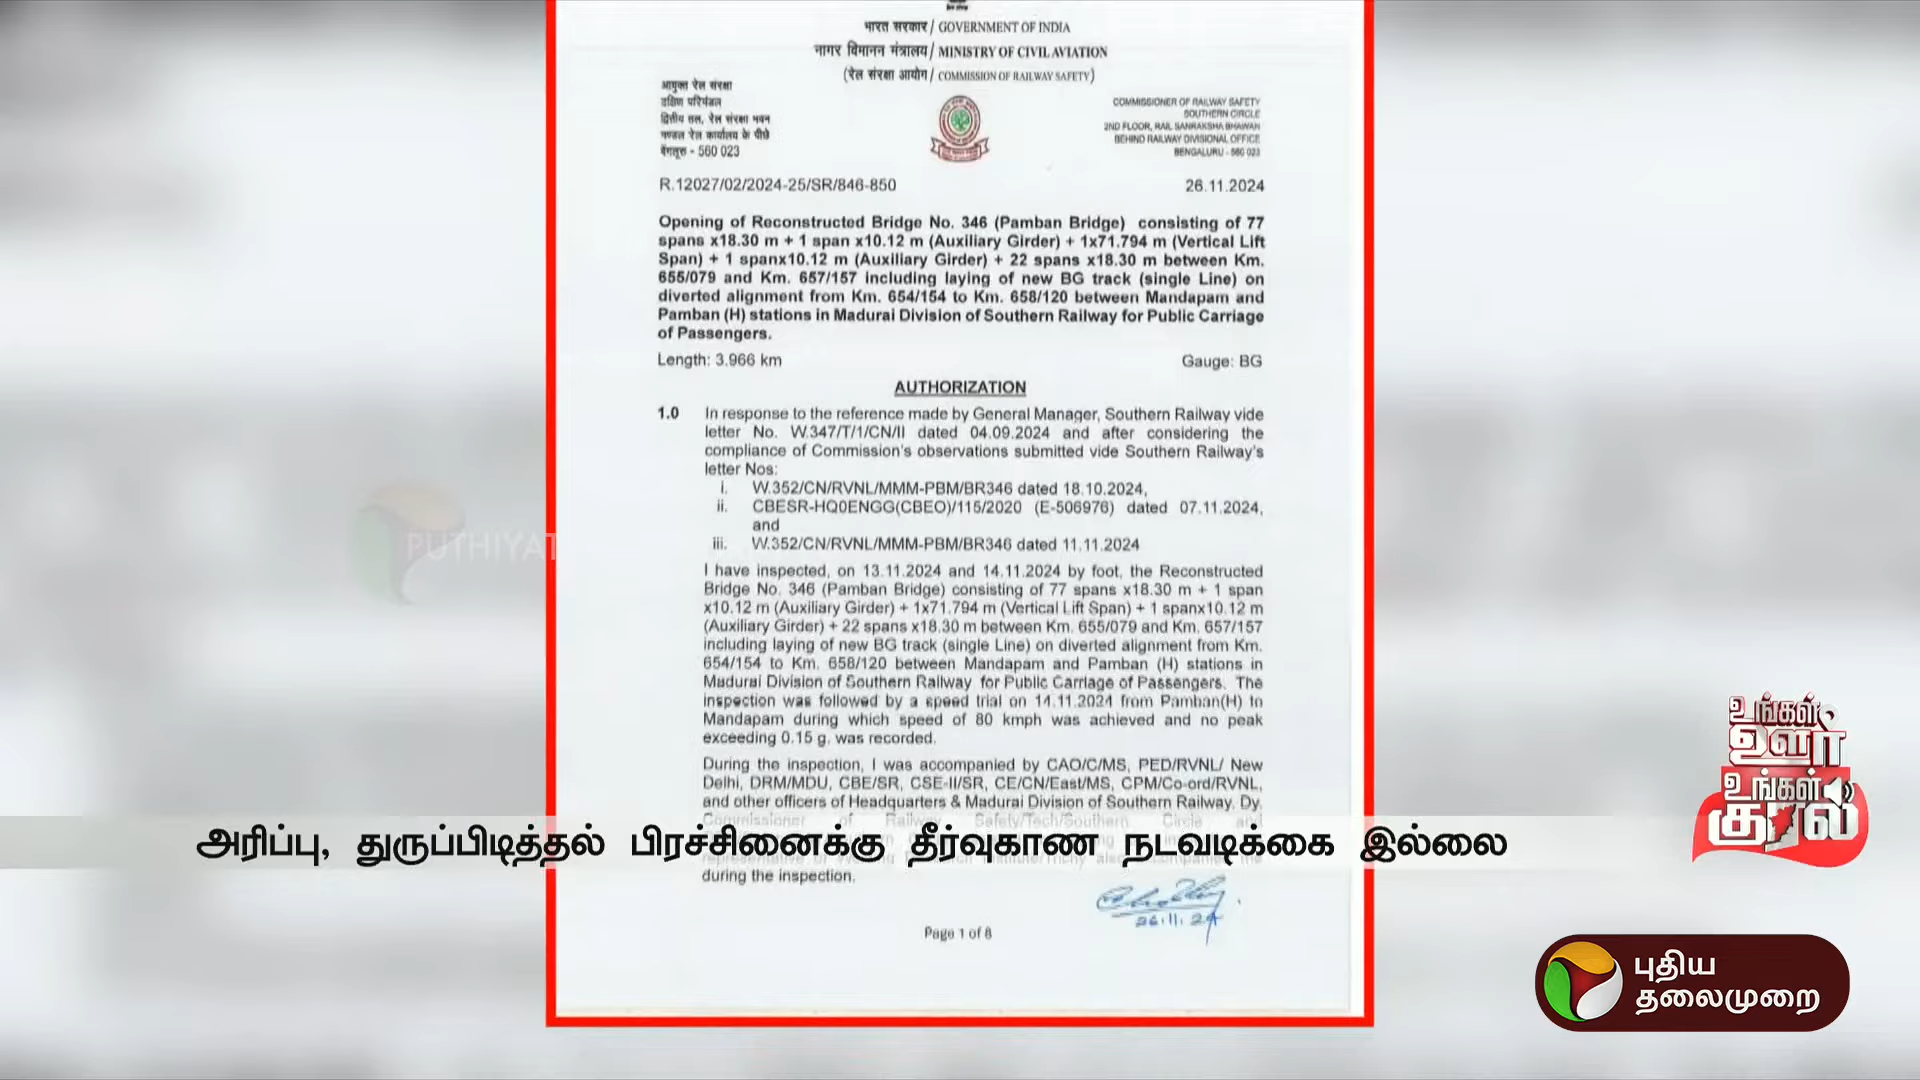 भारत सरकार / GOVERNMENT OF INDIA
नागर विमानन मंत्रालय / MINISTRY OF CIVIL AVIATION
(रेल संरक्षा आयोग / COMMISSION OF RAILWAY SAFETY)
आयुक्त रेल संरक्षा
दक्षिण परिमंडल
द्वितीय तल, रेल संरक्षा भवन
मण्डल रेल कार्यालय के पीछे
बेंगलूरु - 560 023
COMMISSIONER OF RAILWAY SAFETY
SOUTHERN CIRCLE
2ND FLOOR, RAIL SANRAKSHA BHAWAN
BEHIND RAILWAY DIVISIONAL OFFICE
BENGALURU - 560 023
R.12027/02/2024-25/SR/846-850 26.11.2024
Opening of Reconstructed Bridge No. 346 (Pamban Bridge) consisting of 77
spans x18.30 m + 1 span x10.12 m (Auxiliary Girder) + 1x71.794 m (Vertical Lift
Span) + 1 spanx10.12 m (Auxiliary Girder) + 22 spans x18.30 m between Km.
655/079 and Km. 657/157 including laying of new BG track (single Line) on
diverted alignment from Km. 654/154 to Km. 658/120 between Mandapam and
Pamban (H) stations in Madurai Division of Southern Railway for Public Carriage
of Passengers.
Length: 3.966 km Gauge: BG
AUTHORIZATION
1.0 In response to the reference made by General Manager, Southern Railway vide
letter No. W.347/T/1/CN/II dated 04.09.2024 and after considering the
compliance of Commission's observations submitted vide Southern Railway's
letter Nos:
i. W.352/CN/RVNL/MMM-PBM/BR346 dated 18.10.2024,
ii. CBESR-HQ0ENGG(CBEO)/115/2020 (E-506976) dated 07.11.2024,
and
iii. W.352/CN/RVNL/MMM-PBM/BR346 dated 11.11.2024
I have inspected, on 13.11.2024 and 14.11.2024 by foot, the Reconstructed
Bridge No. 346 (Pamban Bridge) consisting of 77 spans x18.30 m + 1 span
x10.12 m (Auxiliary Girder) + 1x71.794 m (Vertical Lift Span) + 1 spanx10.12 m
(Auxiliary Girder) + 22 spans x18.30 m between Km. 655/079 and Km. 657/157
including laying of new BG track (single Line) on diverted alignment from Km.
654/154 to Km. 658/120 between Mandapam and Pamban (H) stations in
Madurai Division of Southern Railway for Public Carriage of Passengers. The
inspection was followed by a speed trial on 14.11.2024 from Pamban(H) to
Mandapam during which speed of 80 kmph was achieved and no peak
exceeding 0.15 g. was recorded.
During the inspection, I was accompanied by CAO/C/MS, PED/RVNL/ New
Delhi, DRM/MDU, CBE/SR, CSE-II/SR, CE/CN/East/MS, CPM/Co-ord/RVNL,
and other officers of Headquarters & Madurai Division of Southern Railway. Dy.
Commissioner of Railway Safety/Tech/Southern Circle and
அரிப்பு, துருப்பிடித்தல் பிரச்சினைக்கு தீர்வுகாண நடவடிக்கை இல்லை
during the inspection.
26.11.24
Page 1 of 8
PUTHIYAT
உங்கள்
ஊர்
உங்கள்
குரல்
புதிய
தலைமுறை